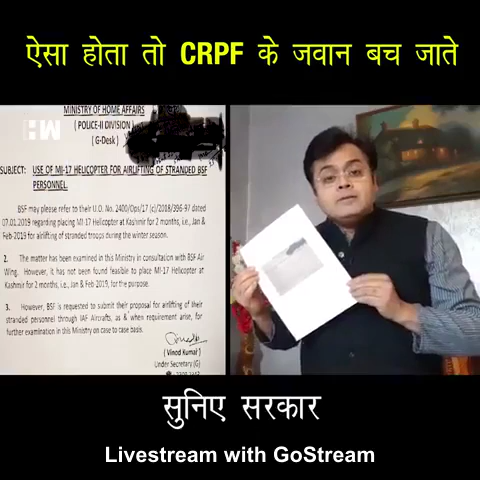 ऐसा होता तो CRPF के जवान बच जाते
MINISTRY OF HOME AFFAIRS
( POLICE-II DIVISION )
(G-Desk)
HW
SUBJECT: USE OF MI-17 HELICOPTER FOR AIRLIFTING OF STRANDED BSF
PERSONNEL.
BSF may please refer to their U.O. No. 2400/Ops/17 (c)/2018/396-97 dated
07.01.2019 regarding placing MI-17 Helicopter at Kashmir for 2 months, i.e., Jan &
Feb 2019 for airlifting of stranded troops during the winter season.
2. The matter has been examined in this Ministry in consultation with BSF Air
Wing. However, it has not been found feasible to place MI-17 Helicopter at
Kashmir for 2 months, i.e., Jan & Feb 2019, for the purpose.
3. However, BSF is requested to submit their proposal for airlifting of their
stranded personnel through IAF Aircrafts, as & when requirement arise, for
further examination in this Ministry on case to case basis.
( Vinod Kumar )
Under Secretary (G)
सुनिए सरकार
Livestream with GoStream